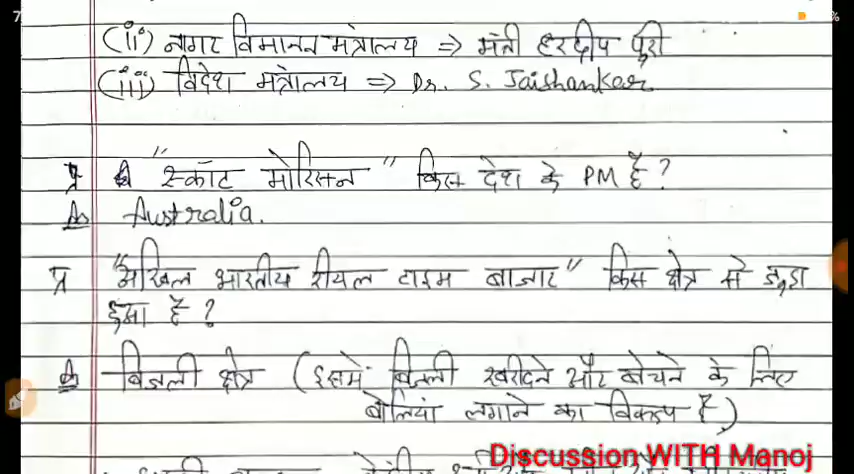 (ii) नागर विमानन मंत्रालय ⇒ मंत्री हरदीप पुरी
(iii) विदेश मंत्रालय ⇒ Dr. S. Jaishankar
प्र "स्कॉट मोरिसन" किस देश के PM है?
Australia.
प्र "अखिल भारतीय रीयल टाइम बाजार" किस क्षेत्र से जुड़ा
हुआ है?
बिजली क्षेत्र (इसमें बिजली खरीदने और बेचने के लिए
बोलियां लगाने का विकल्प है)
Discussion WITH Manoj